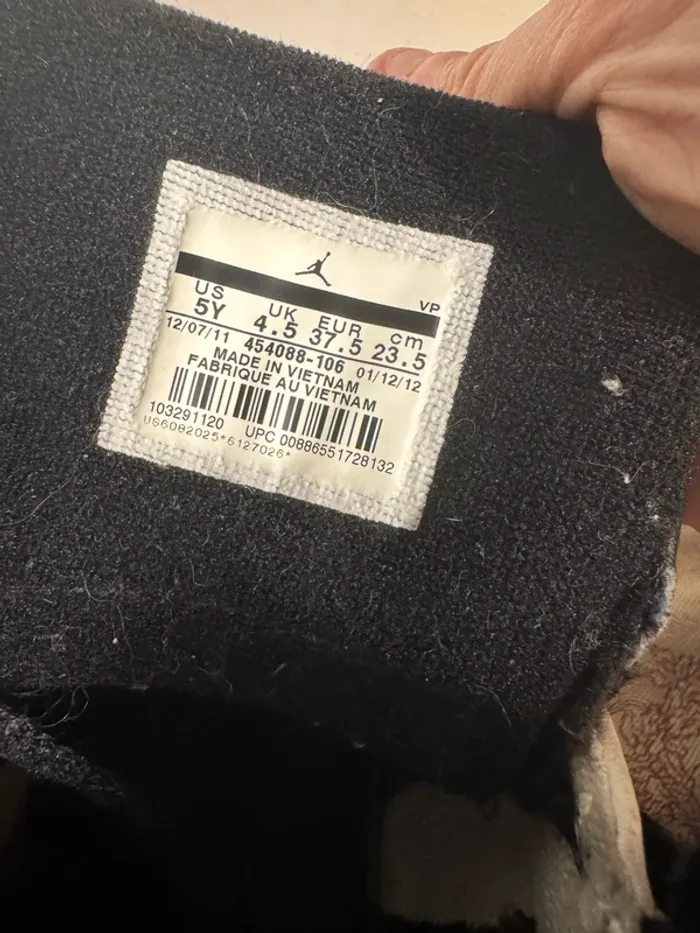 VP
US UK EUR cm
5Y 4.5 37.5 23.5
12/07/11 454088-106 01/12/12
MADE IN VIETNAM
FABRIQUE AU VIETNAM
103291120 UPC 00886551728132
US6082025*6127026*